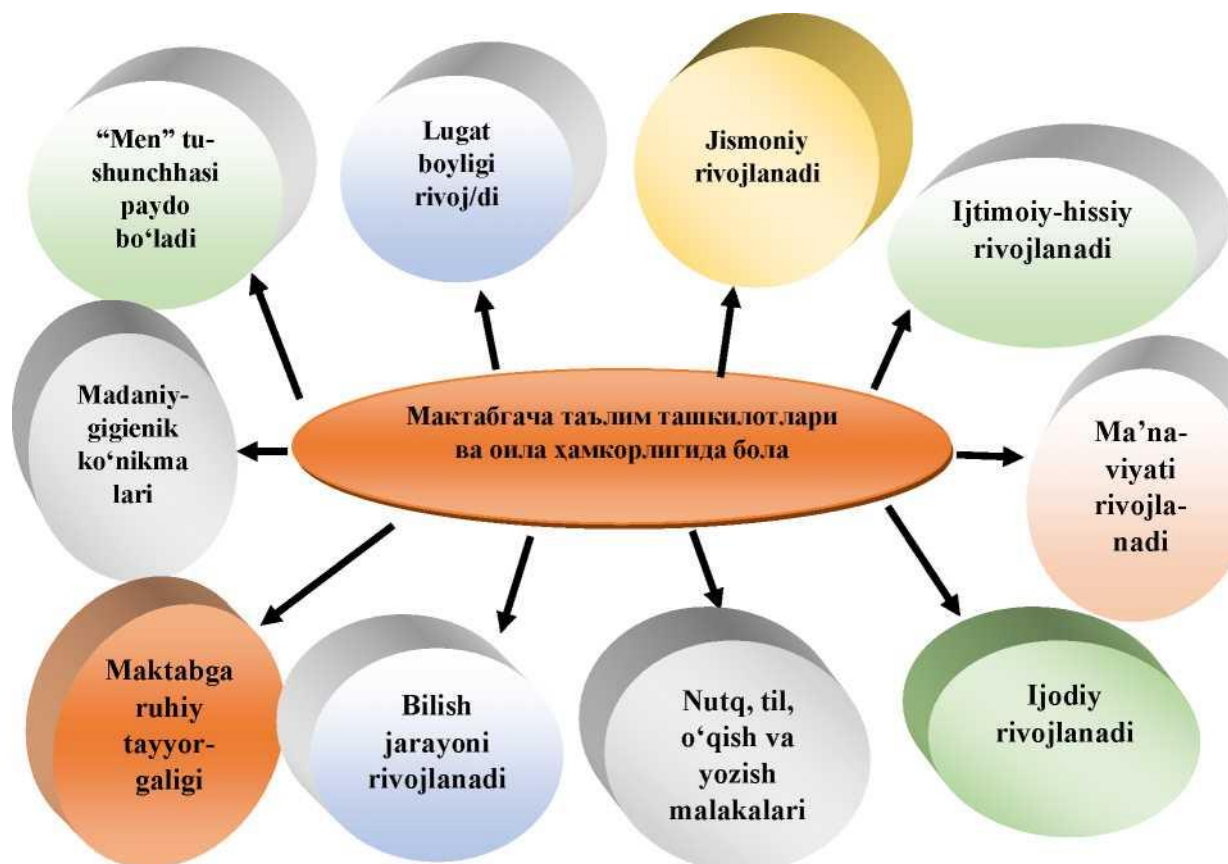 “Men” tu-
shunchhasi
paydo
bo‘ladi
Lugat
boyligi
rivoj/di
Jismoniy
rivojlanadi
Ijtimoiy-hissiy
rivojlanadi
Madaniy-
gigienik
ko‘nikma
lari
Мактабгача таълим ташкилотлари
ва оила ҳамкорлигида бола
Ma’na-
viyati
rivojla-
nadi
Maktabga
ruhiy
tayyor-
galigi
Bilish
jarayoni
rivojlanadi
Nutq, til,
o‘qish va
yozish
malakalari
Ijodiy
rivojlanadi